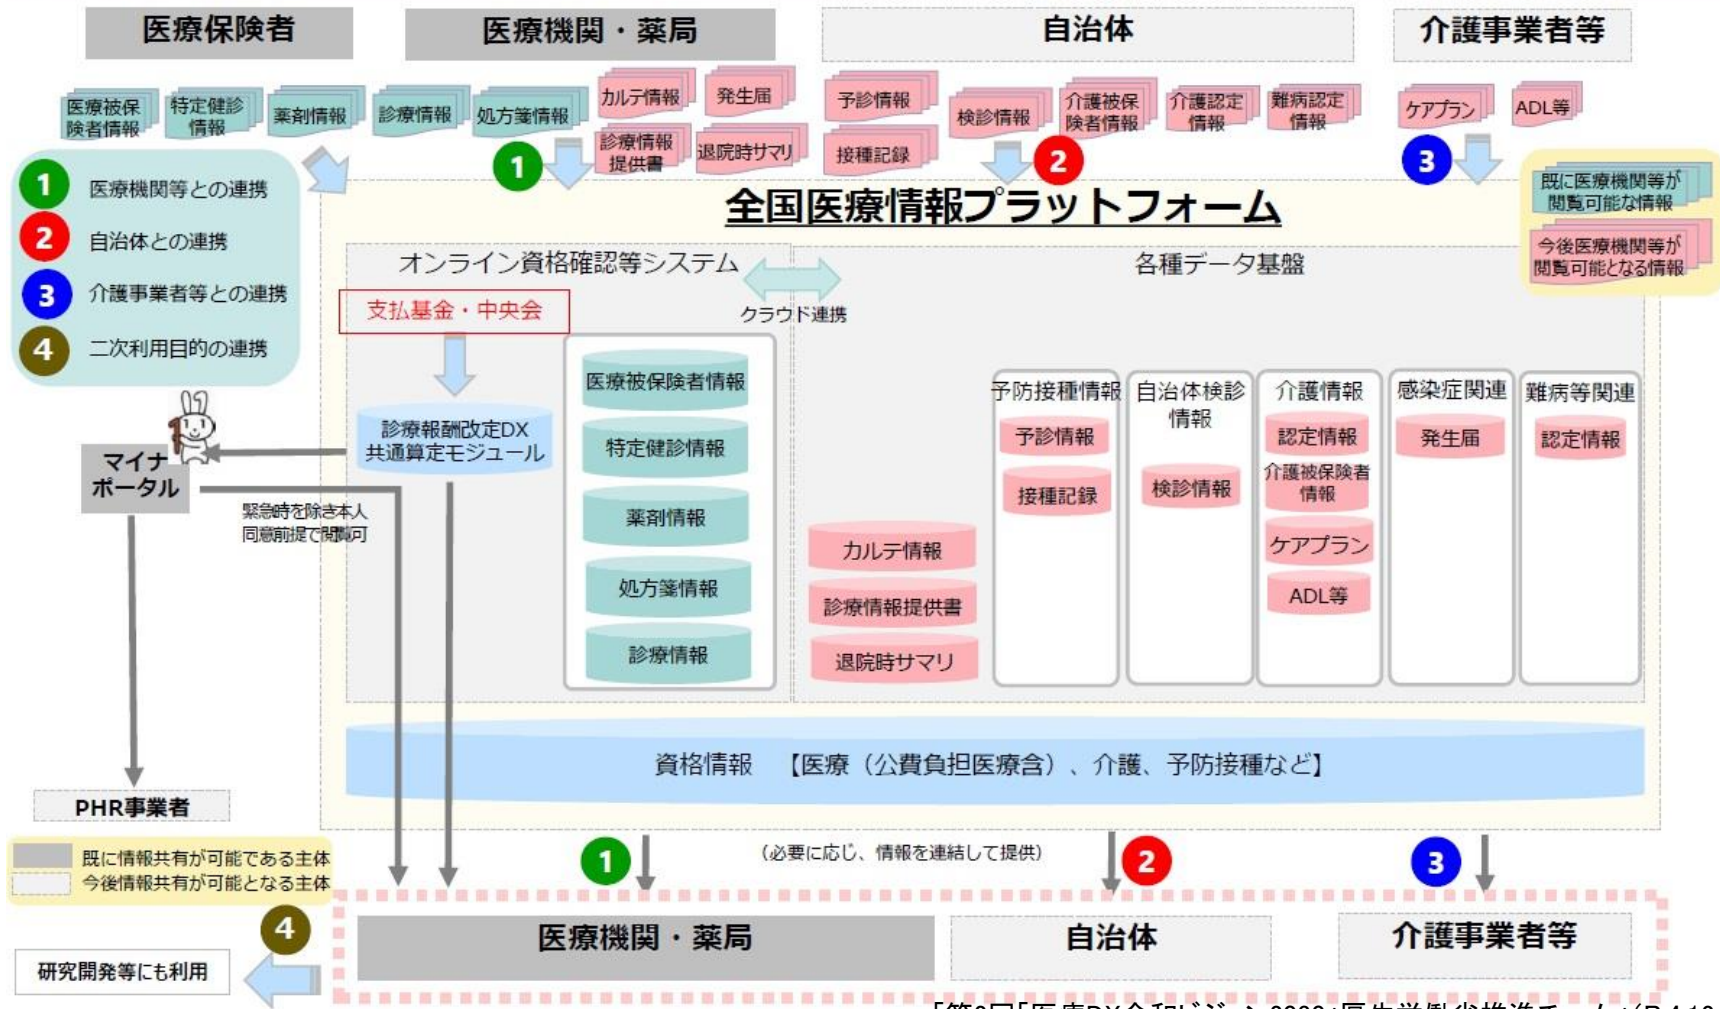 医療保険者
医療機関・薬局
自治体
介護事業者等
医療被保
険者情報
特定健診
情報
薬剤情報
診療情報
処方箋情報
カルテ情報
発生届
診療情報
提供書
退院時サマリ
予診情報
接種記録
検診情報
介護被保
険者情報
介護認定
情報
難病認定
情報
ケアプラン
ADL等
1
2
3
1 医療機関等との連携
2 自治体との連携
3 介護事業者等との連携
4 二次利用目的の連携
既に医療機関等が
閲覧可能な情報
今後医療機関等が
閲覧可能となる情報
全国医療情報プラットフォーム
オンライン資格確認等システム
クラウド連携
各種データ基盤
支払基金・中央会
診療報酬改定DX
共通算定モジュール
医療被保険者情報
特定健診情報
薬剤情報
処方箋情報
診療情報
カルテ情報
診療情報提供書
退院時サマリ
予防接種情報
予診情報
接種記録
自治体検診
情報
検診情報
介護情報
認定情報
介護被保険者
情報
ケアプラン
ADL等
感染症関連
発生届
難病等関連
認定情報
マイナ
ポータル
緊急時を除き本人
同意前提で閲覧可
資格情報 【医療（公費負担医療含）、介護、予防接種など】
PHR事業者
既に情報共有が可能である主体
今後情報共有が可能となる主体
1
（必要に応じ、情報を連結して提供）
2
3
医療機関・薬局
自治体
介護事業者等
4
研究開発等にも利用